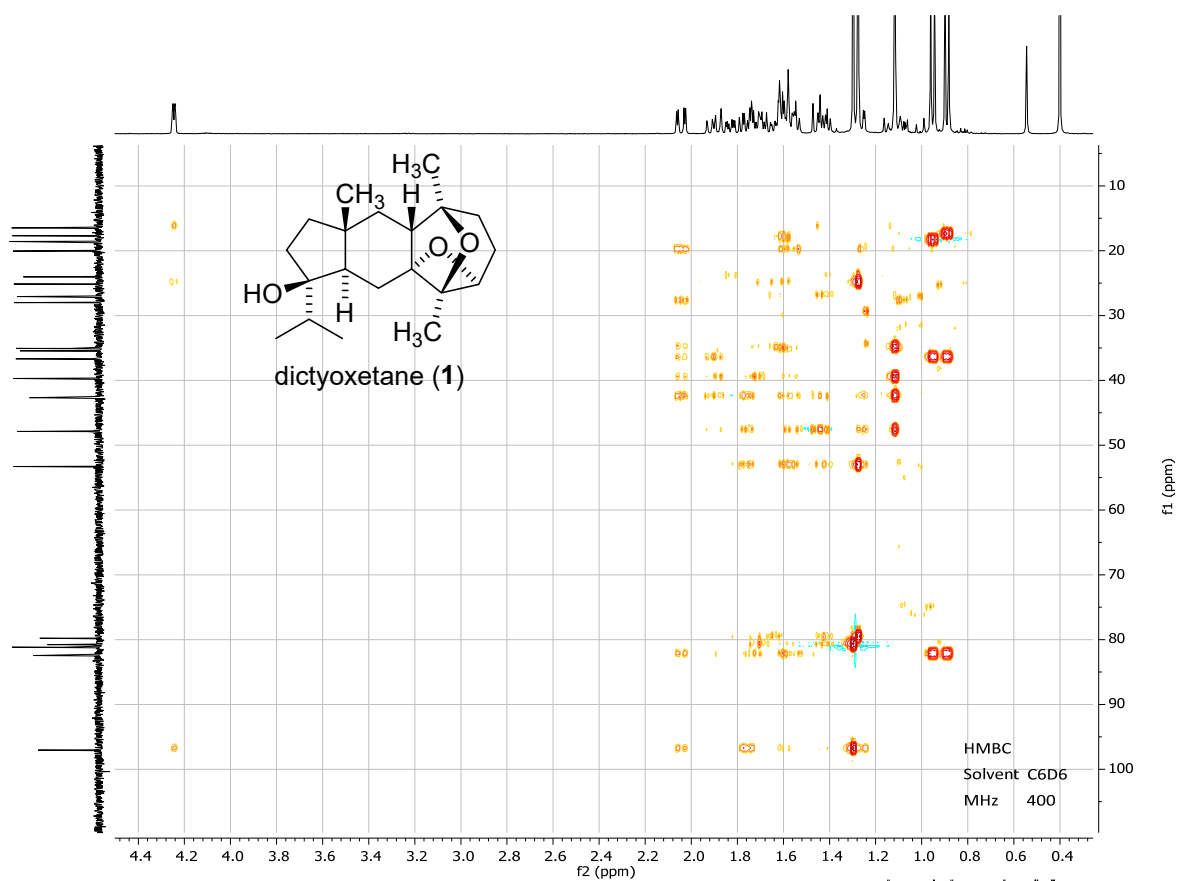 H₃C
CH₃ H
O O
HO
H
H₃C
dictyoxetane (1)
10
20
30
40
50
60
70
80
90
100
f1 (ppm)
HMBC
Solvent C6D6
MHz 400
4.4 4.2 4.0 3.8 3.6 3.4 3.2 3.0 2.8 2.6 2.4 2.2 2.0 1.8 1.6 1.4 1.2 1.0 0.8 0.6 0.4
f2 (ppm)